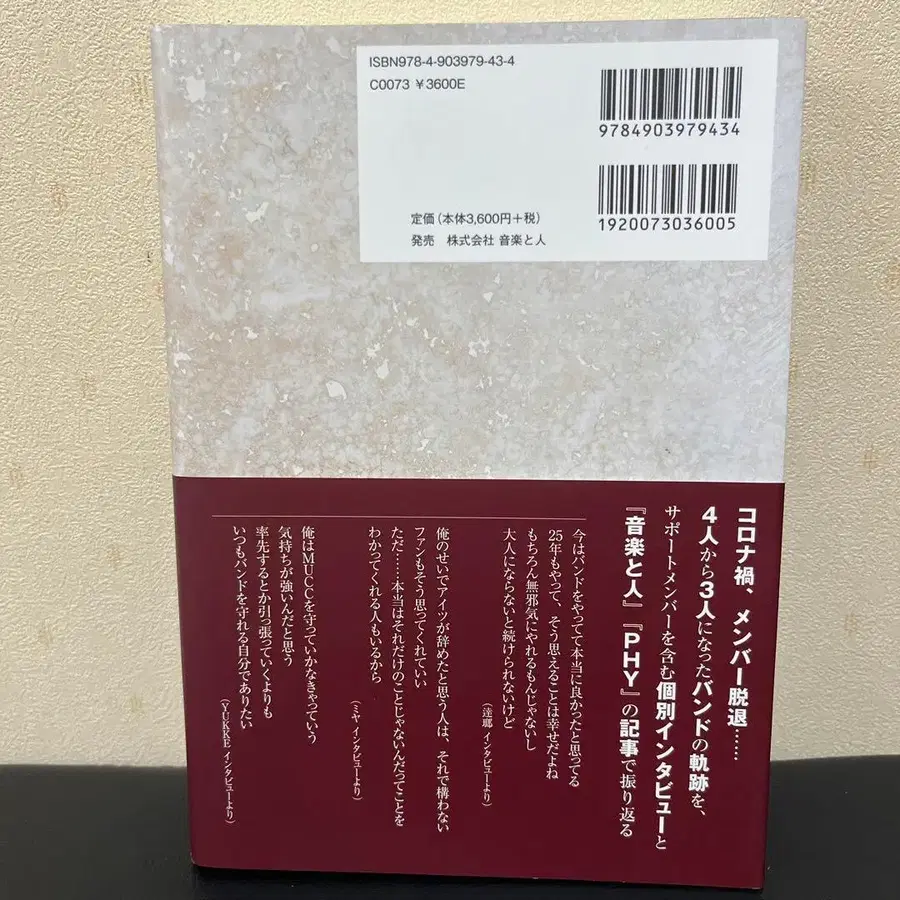 ISBN978-4-903979-43-4
C0073 ¥3600E
9784903979434
1920073036005
定価(本体3,600円+税)
発売 株式会社 音楽と人
コロナ禍、メンバー脱退……
4人から3人になったバンドの軌跡を、
サポートメンバーを含む個別インタビューと
『音楽と人』『PHY』の記事で振り返る
今はバンドをやってて本当に良かったと思ってる
25年もやって、そう思えることは幸せだよね
もちろん無邪気にやれるもんじゃないし
大人にならないと続けられないけど
(逹瑯 インタビューより)
俺のせいでアイツが辞めたと思う人は、それで構わない
ファンもそう思ってくれていい
ただ……本当はそれだけのことじゃないんだってことを
わかってくれる人もいるから
(ミヤ インタビューより)
俺はMUCCを守っていかなきゃっていう
気持ちが強いんだと思う
率先するとか引っ張っていくよりも
いつもバンドを守れる自分でありたい
(YUKKE インタビューより)